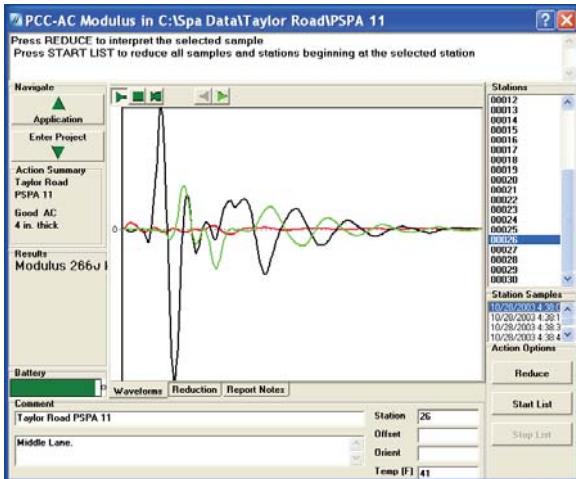 PCC-AC Modulus in C:\Spa Data\Taylor Road\PSPA 11
Press REDUCE to interpret the selected sample
Press START LIST to reduce all samples and stations beginning at the selected station
Navigate
Application
Enter Project
Action Summary
Taylor Road
PSPA 11
Good AC
4 in. thick
Results
Modulus
Battery
0
Waveforms
Reduction
Report Notes
Stations
00012
00013
00014
00015
00016
00017
00018
00019
00020
00021
00022
00023
00024
00025
00026
00027
00028
00029
00030
Station Samples
10/28/2003
10/28/2003 4:38:1
10/28/2003 4:38:3
10/28/2003 4:38:4
Action Options
Reduce
Start List
Stop List
Comment
Taylor Road PSPA 11
Middle Lane.
Station 26
Offset
Orient
Temp (F) 41